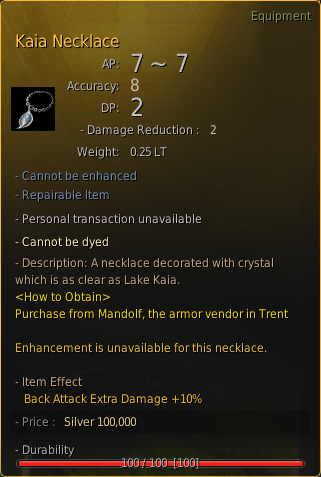 Equipment
Kaia Necklace
AP: 7 ~ 7
Accuracy: 8
DP: 2
- Damage Reduction : 2
Weight: 0.25 LT
- Cannot be enhanced
- Repairable Item
- Personal transaction unavailable
- Cannot be dyed
- Description: A necklace decorated with crystal
which is as clear as Lake Kaia.
<How to Obtain>
Purchase from Mandolf, the armor vendor in Trent
Enhancement is unavailable for this necklace.
- Item Effect
Back Attack Extra Damage +10%
- Price : Silver 100,000
- Durability
100 / 100 [100]